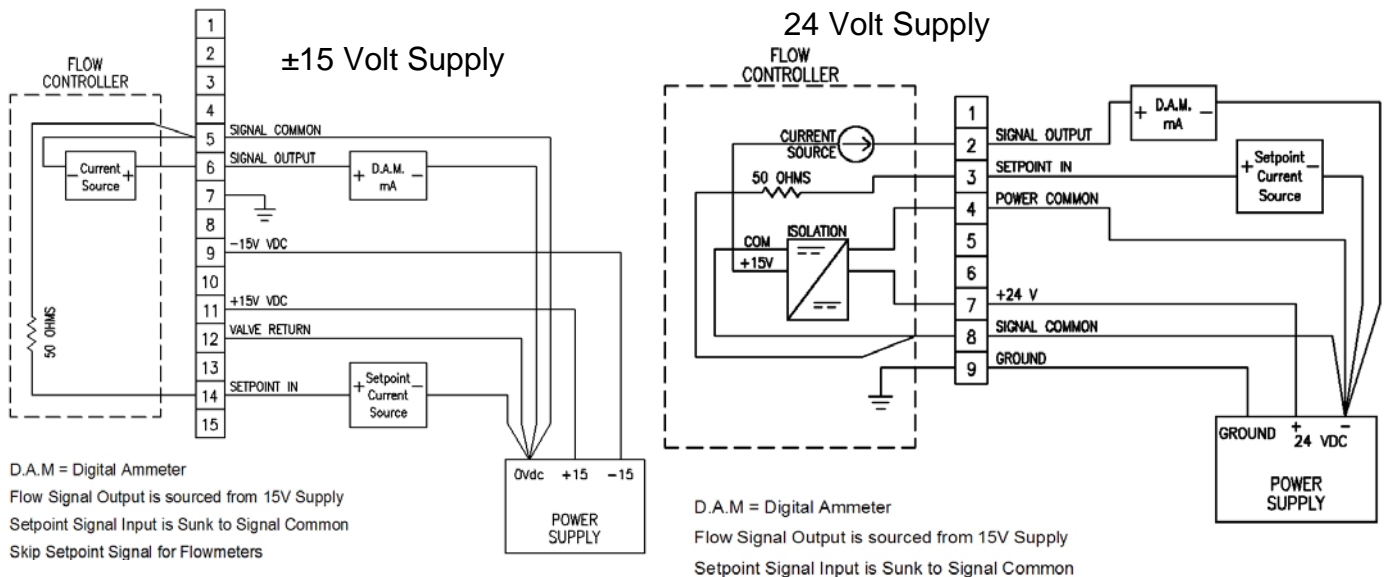 ±15 Volt Supply
FLOW
CONTROLLER
1
2
3
4
5
6
7
8
9
10
11
12
13
14
15
SIGNAL COMMON
SIGNAL OUTPUT
- Current +
Source
+ D.A.M. -
mA
-15V VDC
+15V VDC
VALVE RETURN
50 OHMS
SETPOINT IN
+ Setpoint -
Current
Source
0Vdc +15 -15
POWER
SUPPLY
D.A.M = Digital Ammeter
Flow Signal Output is sourced from 15V Supply
Setpoint Signal Input is Sunk to Signal Common
Skip Setpoint Signal for Flowmeters
24 Volt Supply
FLOW
CONTROLLER
1
2
3
4
5
6
7
8
9
CURRENT
SOURCE
50 OHMS
ISOLATION
COM
+15V
SIGNAL OUTPUT
+ D.A.M. -
mA
SETPOINT IN
+ Setpoint -
Current
Source
POWER COMMON
+24 V
SIGNAL COMMON
GROUND
GROUND + -
24 VDC
POWER
SUPPLY
D.A.M = Digital Ammeter
Flow Signal Output is sourced from 15V Supply
Setpoint Signal Input is Sunk to Signal Common